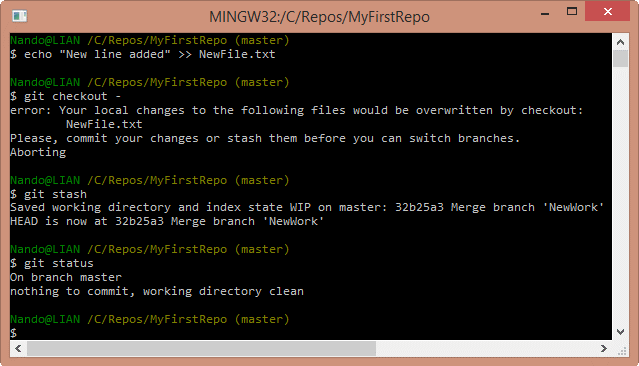 MINGW32:/C/Repos/MyFirstRepo
Nando@LIAN /C/Repos/MyFirstRepo (master)
$ echo "New line added" >> NewFile.txt
Nando@LIAN /C/Repos/MyFirstRepo (master)
$ git checkout -
error: Your local changes to the following files would be overwritten by checkout:
NewFile.txt
Please, commit your changes or stash them before you can switch branches.
Aborting
Nando@LIAN /C/Repos/MyFirstRepo (master)
$ git stash
Saved working directory and index state WIP on master: 32b25a3 Merge branch 'NewWork'
HEAD is now at 32b25a3 Merge branch 'NewWork'
Nando@LIAN /C/Repos/MyFirstRepo (master)
$ git status
On branch master
nothing to commit, working directory clean
Nando@LIAN /C/Repos/MyFirstRepo (master)
$